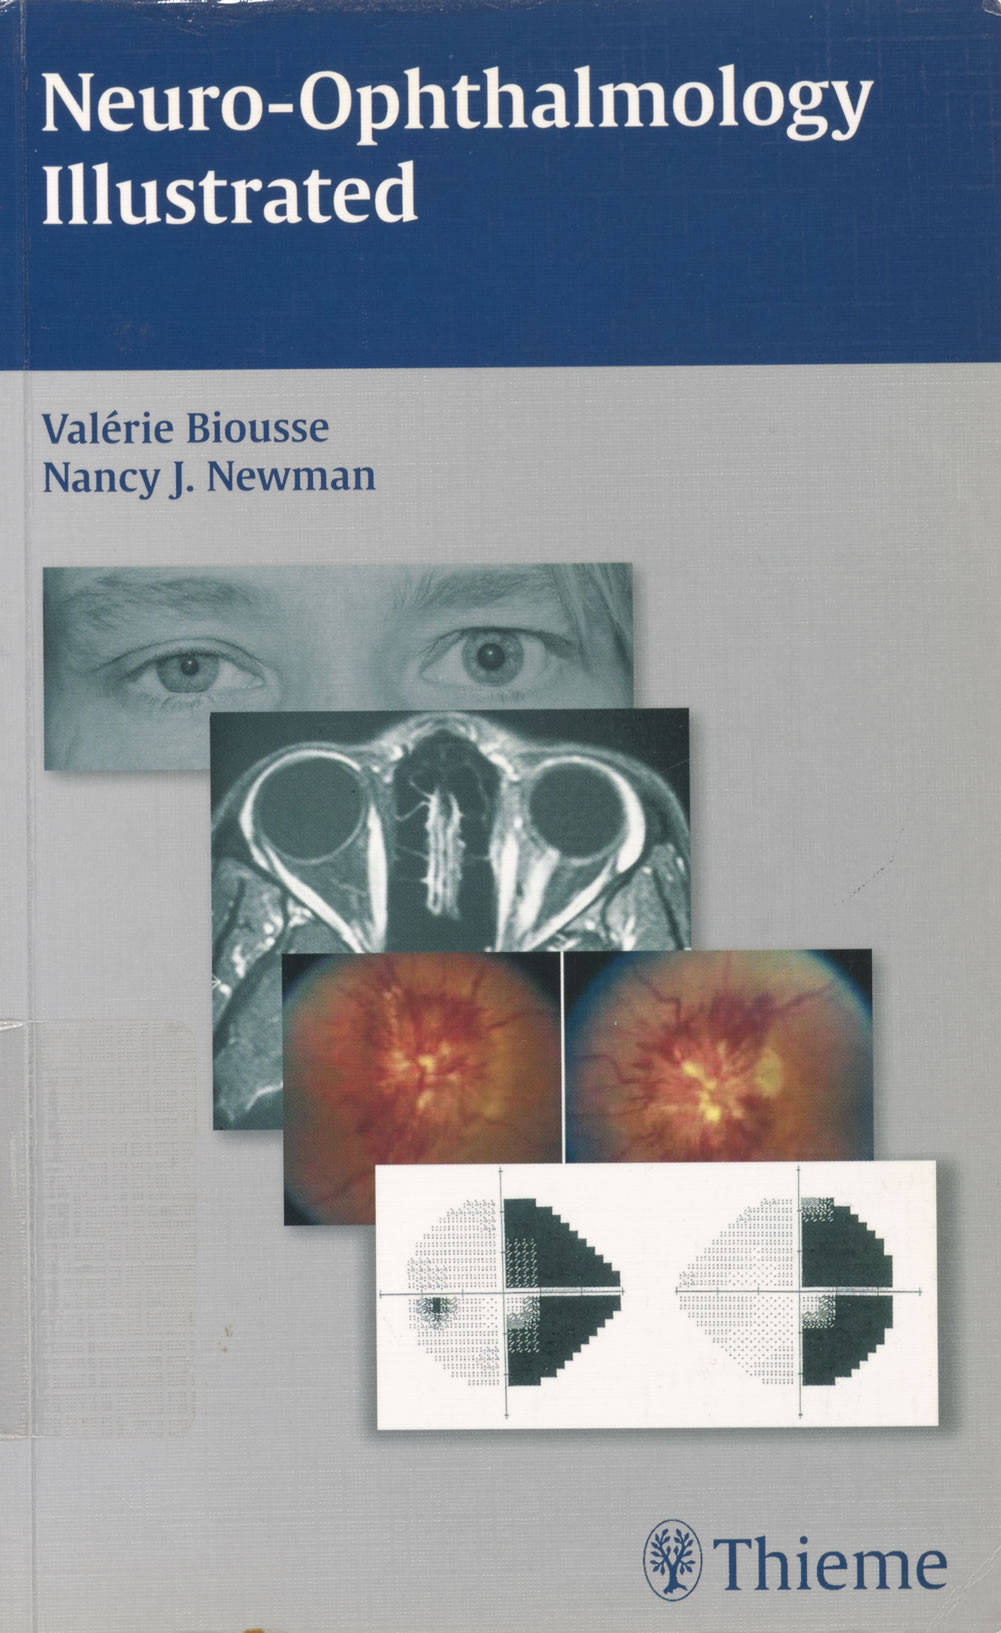 Neuro-Ophthalmology
Illustrated
Valérie Biousse
Nancy J. Newman
Thieme